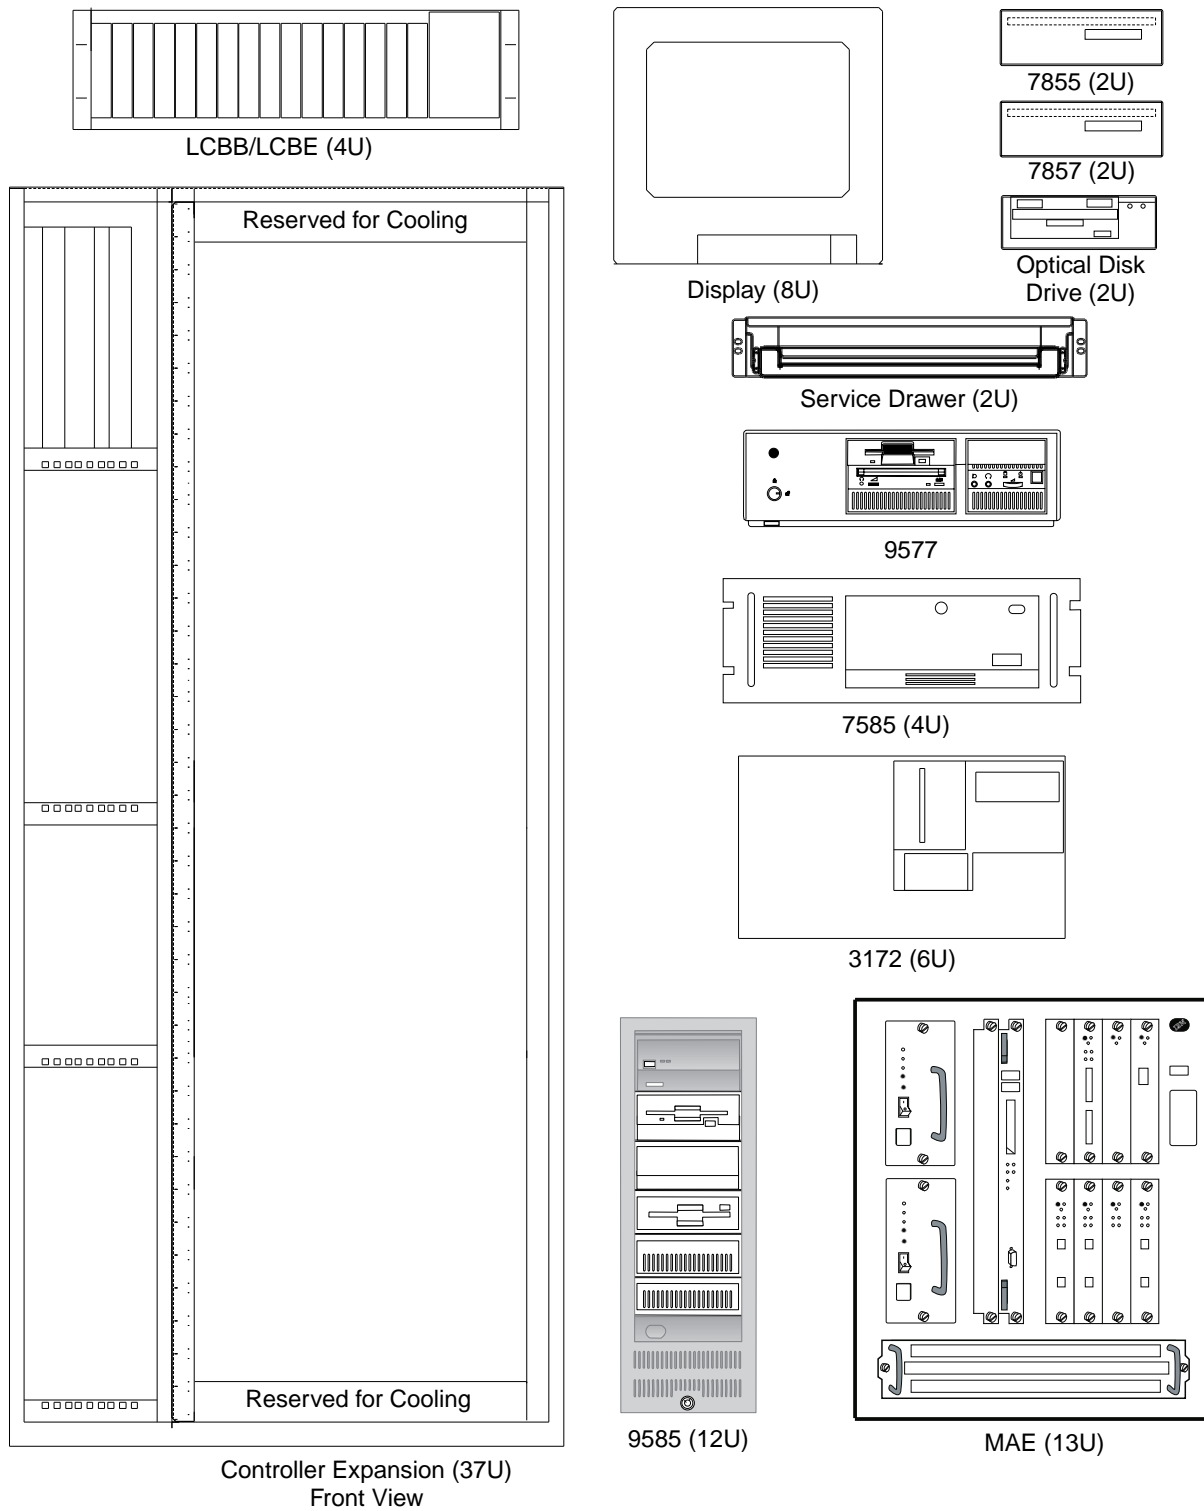 LCBB/LCBE (4U)
Reserved for Cooling
Reserved for Cooling
Controller Expansion (37U)
Front View
Display (8U)
7855 (2U)
7857 (2U)
Optical Disk
Drive (2U)
Service Drawer (2U)
9577
7585 (4U)
3172 (6U)
9585 (12U)
IBM
MAE (13U)